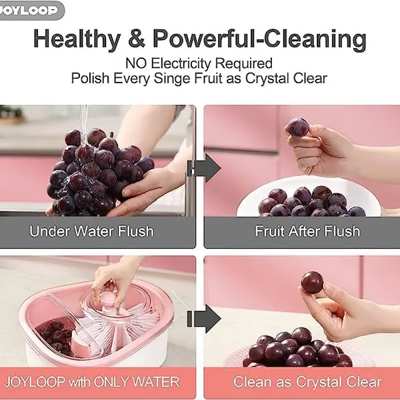 JOYLOOP
Healthy & Powerful-Cleaning
NO Electricity Required
Polish Every Singe Fruit as Crystal Clear
Under Water Flush
Fruit After Flush
JOYLOOP with ONLY WATER
Clean as Crystal Clear